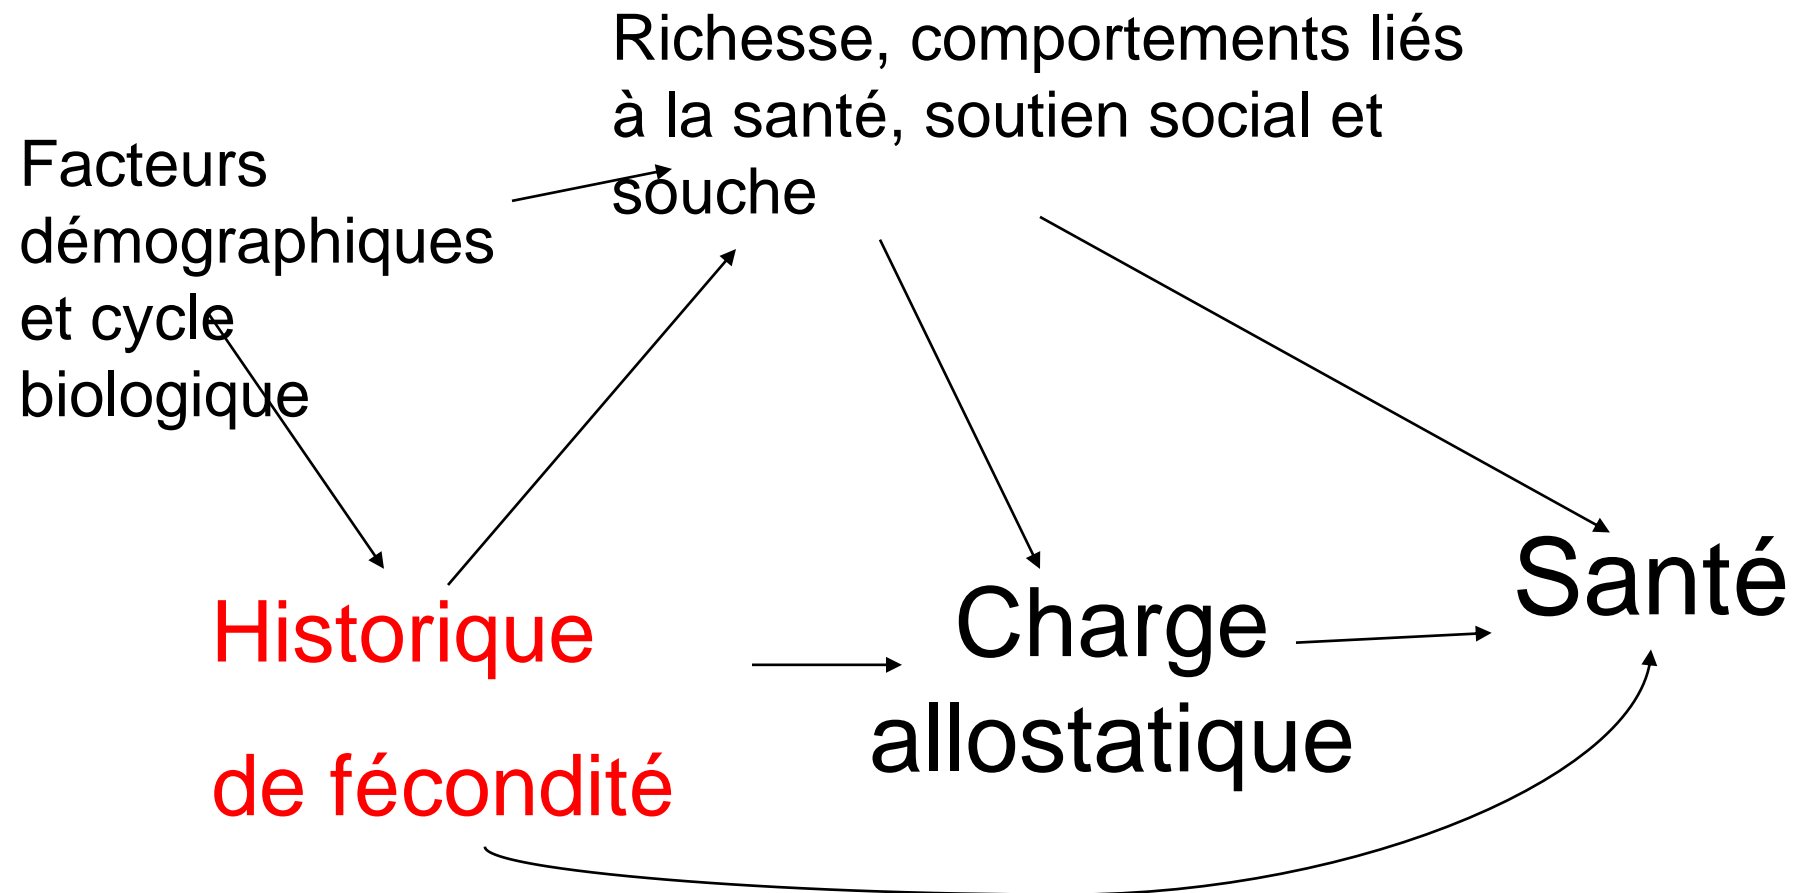 Richesse, comportements liés
à la santé, soutien social et
souche
Facteurs
démographiques
et cycle
biologique
Historique
de fécondité
Charge
allostatique
Santé